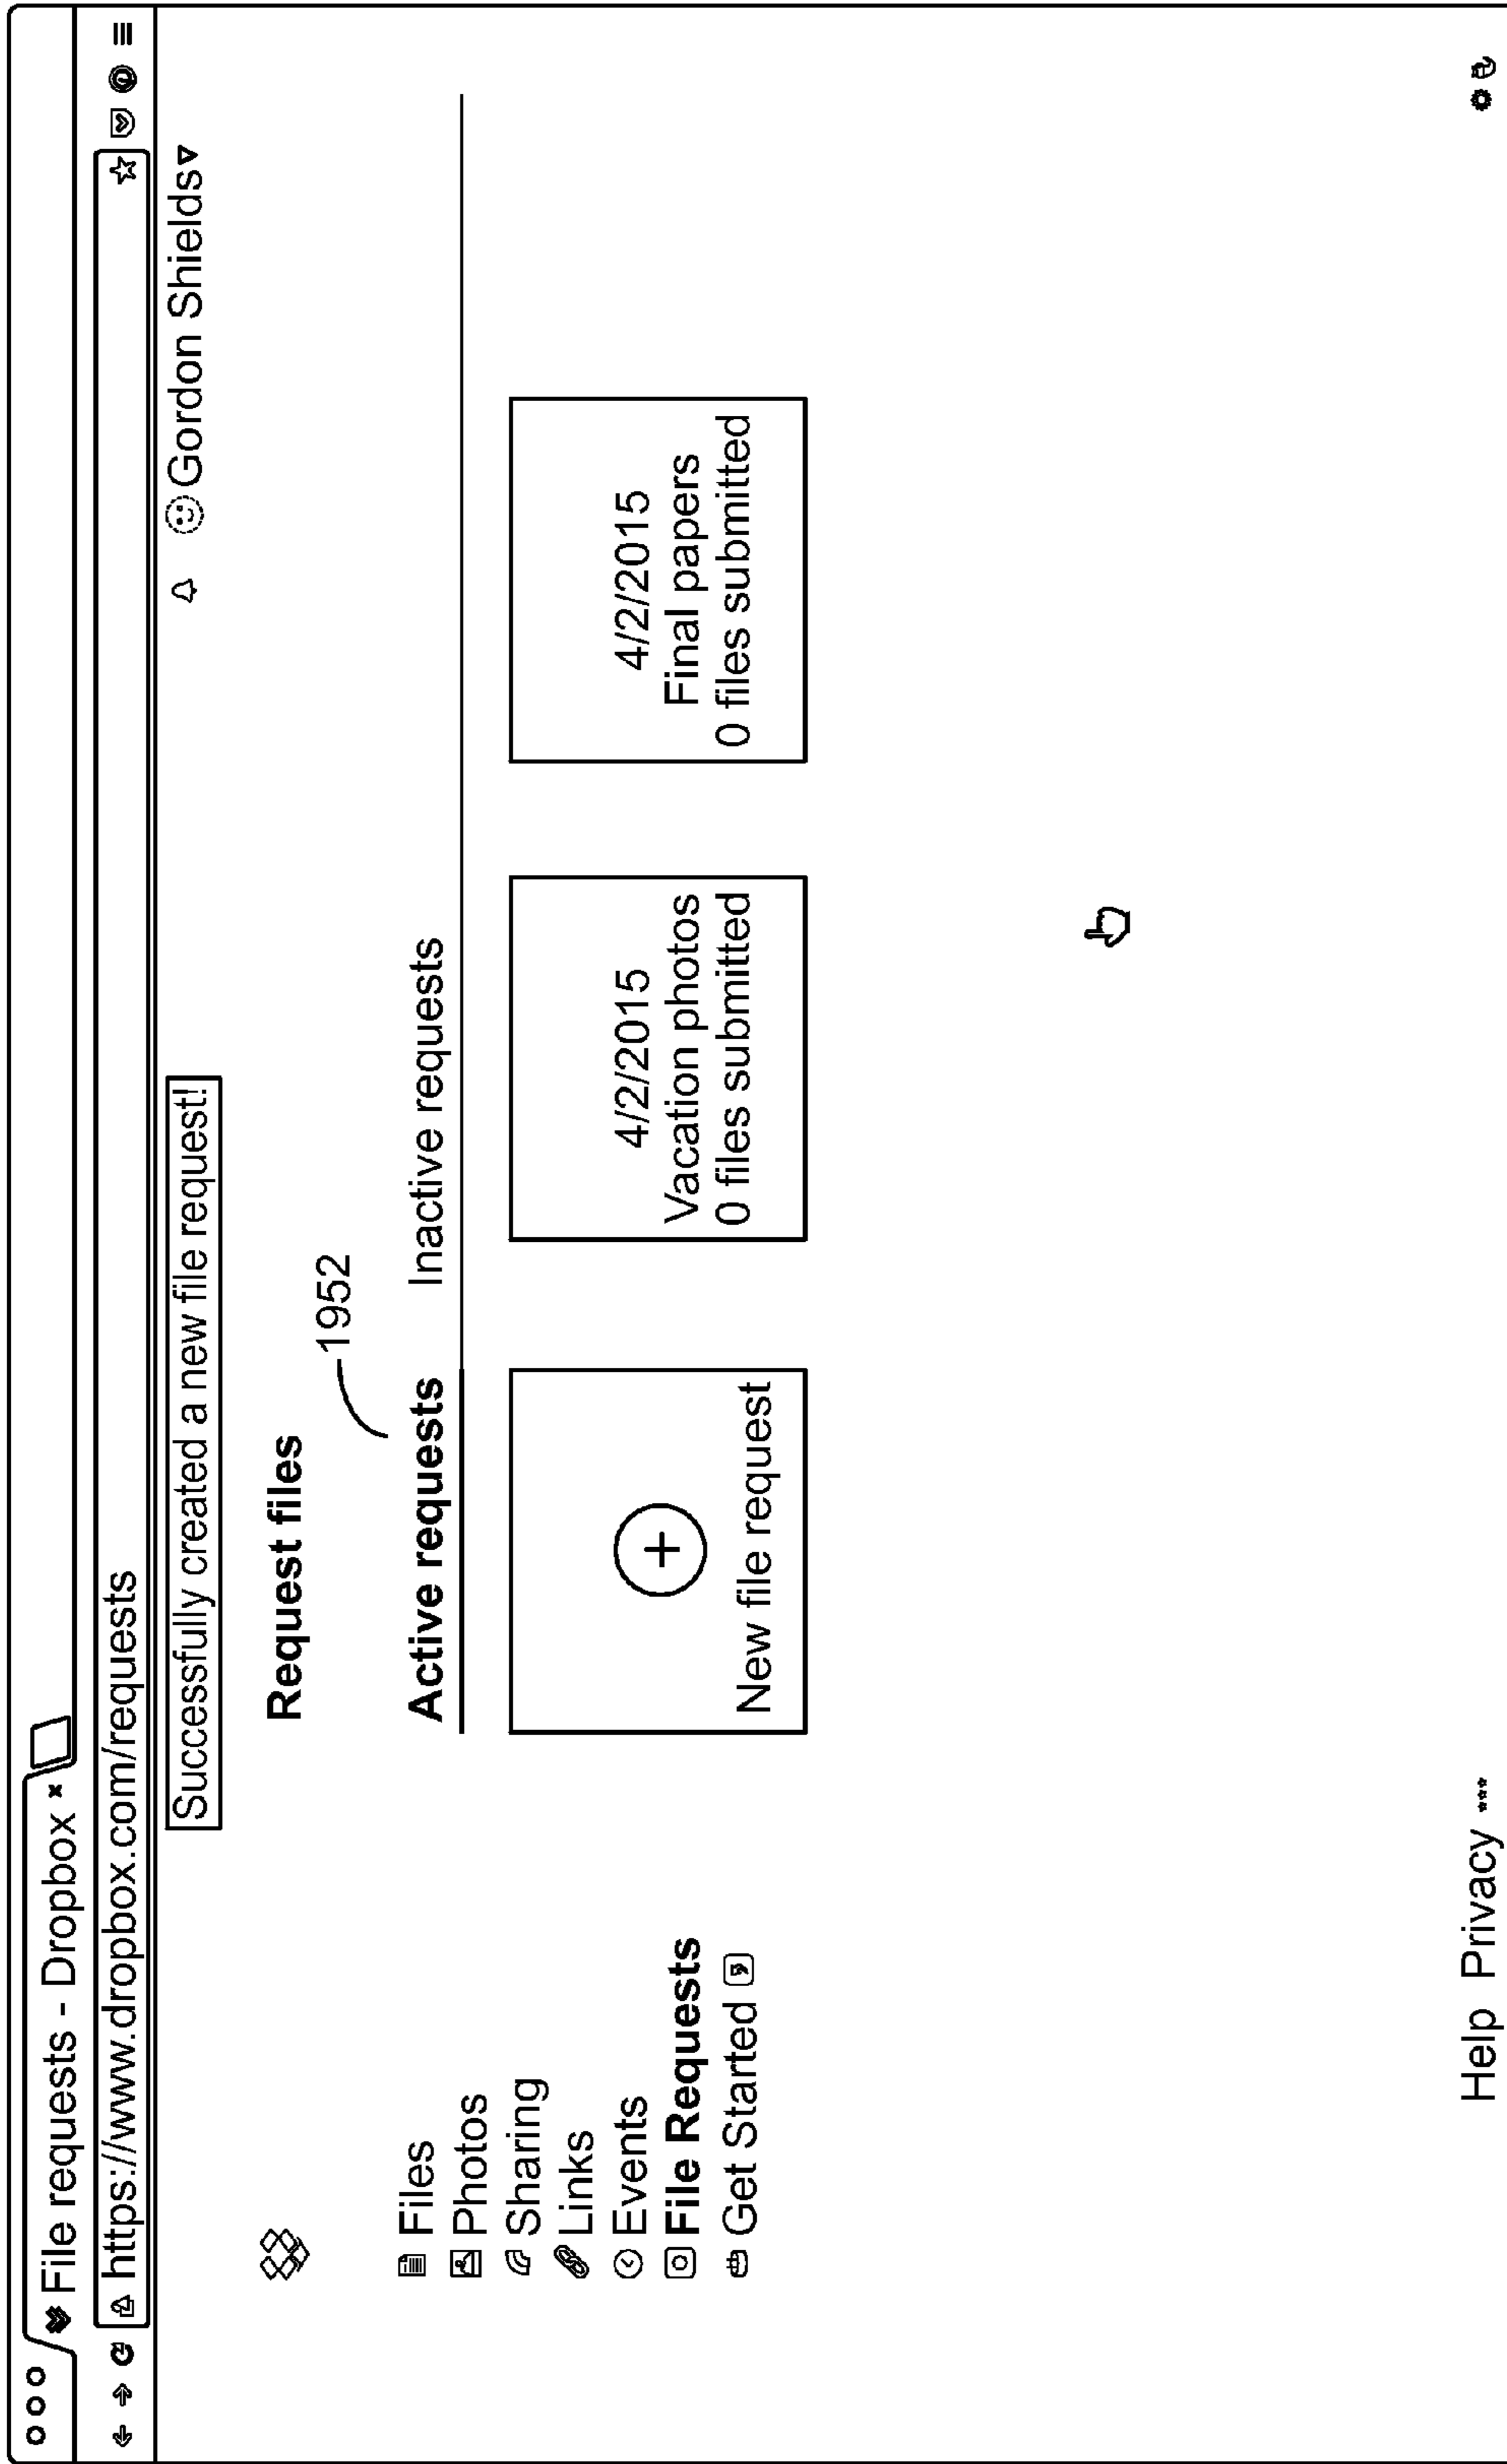 File requests - Dropbox
https://www.dropbox.com/requests
Successfully created a new file request!
Gordon Shields
Request files
1952
Active requests
Inactive requests
Files
Photos
Sharing
Links
Events
File Requests
Get Started
New file request
4/2/2015
Vacation photos
0 files submitted
4/2/2015
Final papers
0 files submitted
Help Privacy